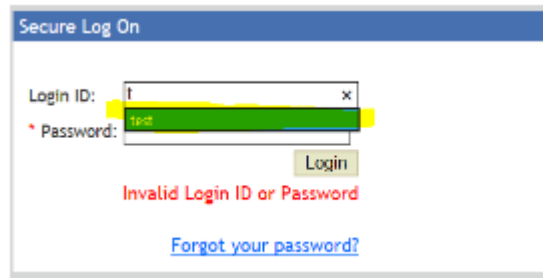 Secure Log On
Login ID: t ×
test
* Password:
Login
Invalid Login ID or Password
Forgot your password?